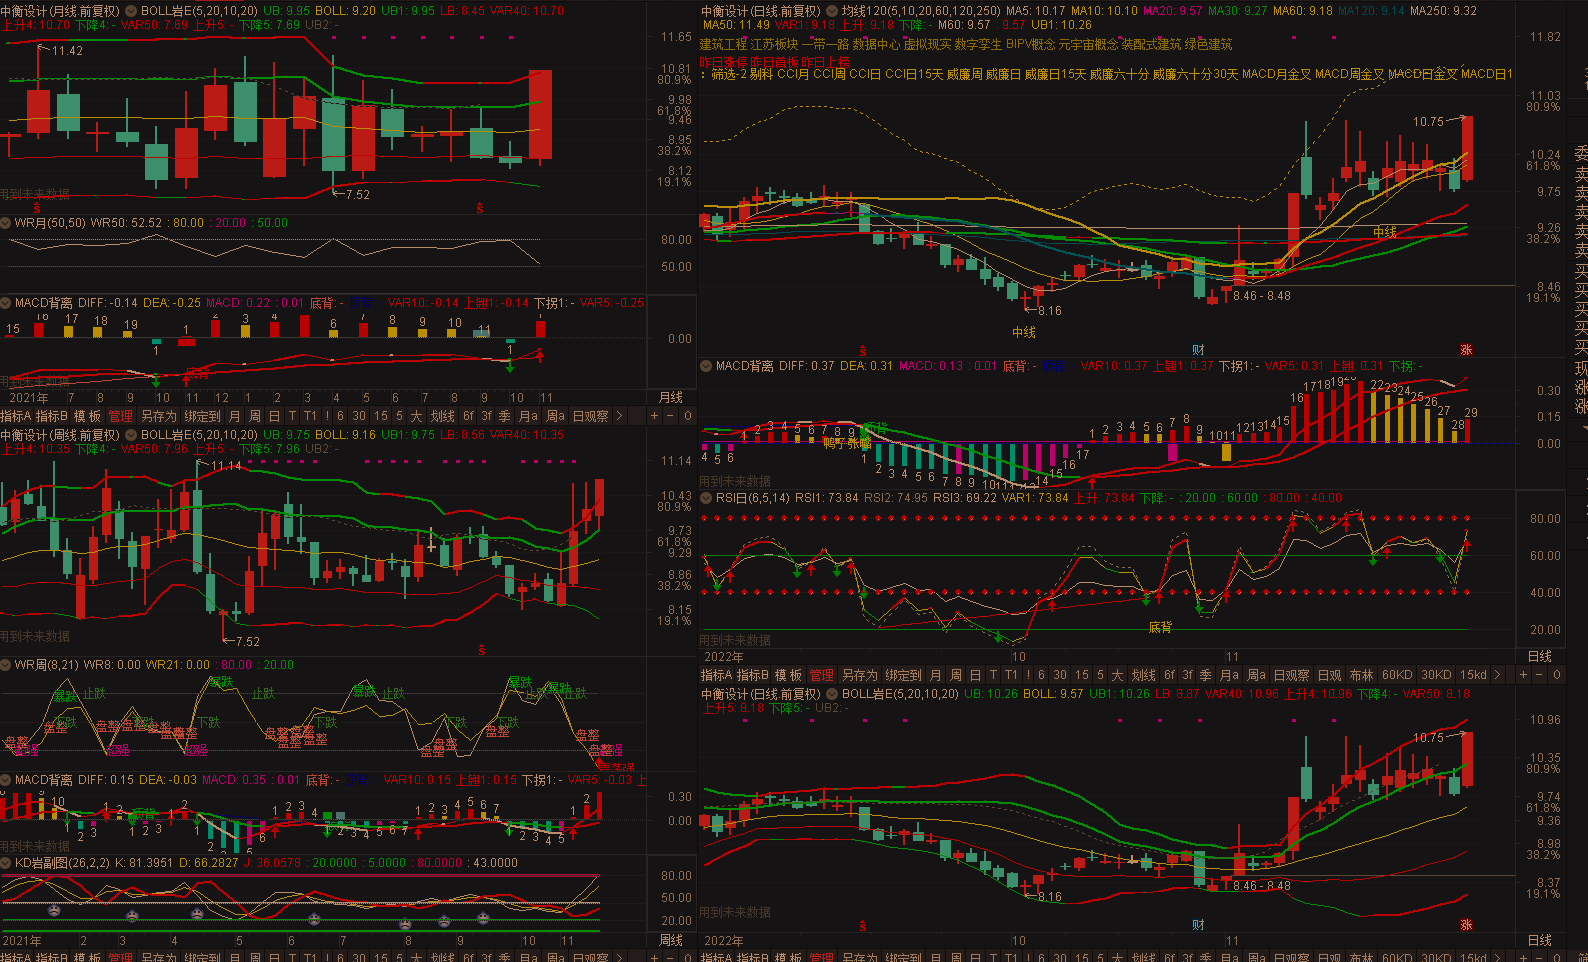 中衡设计(月线.前复权) BOLL岩E(5,20,10,20) UB: 9.95 BOLL: 9.20 UB1: 9.95 LB: 8.45 VAR40: 10.70
上升4: 10.70 下降4: - VAR50: 7.69 上升5: - 下降5: 7.69 UB2: -
11.42
7.52
11.65
10.81
80.9%
9.98
61.8%
9.46
8.95
38.2%
8.12
19.1%
用到未来数据
WR月(50,50) WR50: 52.52 : 80.00 : 20.00 : 50.00
80.00
50.00
MACD背离 DIFF: -0.14 DEA: -0.25 MACD: 0.22 : 0.01 底背: - VAR10: -0.14 上翘1: -0.14 下拐1: - VAR5: -0.25
15 16 17 18 19 1 1 2 3 4 5 6 7 8 9 10 11 1 1
0.00
底背
用到未来数据
2021年 7 8 9 10 11 12 1 2 3 4 5 6 7 8 9 10 11 月线
指标A 指标B 模板 管理 另存为 绑定到 月 周 日 T T1 ! 6 30 15 5 大 划线 6f 3f 季 月a 周a 日观察 > + - 0
中衡设计(周线.前复权) BOLL岩E(5,20,10,20) UB: 9.75 BOLL: 9.16 UB1: 9.75 LB: 8.56 VAR40: 10.35
上升4: 10.35 下降4: - VAR50: 7.96 上升5: - 下降5: 7.96 UB2: -
11.14
7.52
11.14
10.43
80.9%
9.73
61.8%
9.29
8.86
38.2%
8.15
19.1%
用到未来数据
WR周(8,21) WR8: 0.00 WR21: 0.00 : 80.00 : 20.00
暴跌 止跌 暴跌 止跌 暴跌 止跌 暴跌 止跌 暴跌
盘整 下跌 盘整 下跌 盘整 盘整 下跌 盘整 盘整 盘整 下跌 下跌 盘整 盘整 下跌 盘整 盘整
超强 超强 超强
MACD背离 DIFF: 0.15 DEA: -0.03 MACD: 0.35 : 0.01 底背: - VAR10: 0.15 上翘1: 0.15 下拐1: - VAR5: -0.03 上
0.30
0.00
用到未来数据
KD岩副图(26,2,2) K: 81.3951 D: 66.2827 J: 36.0578 : 20.0000 : 5.0000 : 80.0000 : 43.0000
80.00
50.00
20.00
2021年 2 3 4 5 6 7 8 9 10 11 周线
指标A 指标B 模板 管理 另存为 绑定到 月 周 日 T T1 ! 6 30 15 5 大 划线 6f 3f 季 月a 周a 日观察 > + - 0
中衡设计(日线.前复权) 均线120(5,10,20,60,120,250) MA5: 10.17 MA10: 10.10 MA20: 9.57 MA30: 9.27 MA60: 9.18 MA120: 9.14 MA250: 9.32
MA50: 11.49 VAR1: 9.18 上升: 9.18 下降: - M60: 9.57 : 9.57 UB1: 10.26
建筑工程 江苏板块 一带一路 数据中心 虚拟现实 数字孪生 BIPV概念 元宇宙概念 装配式建筑 绿色建筑
昨日涨停 昨日首板 昨日上榜
: 筛选-2 剔科 CCI月 CCI周 CCI日 CCI日15天 威廉周 威廉日 威廉日15天 威廉六十分 威廉六十分30天 MACD月金叉 MACD周金叉 MACD日金叉 MACD日1
10.75
中线
8.46 - 8.48
8.16
中线
财
涨
11.82
11.03
80.9%
10.24
61.8%
9.75
9.26
38.2%
8.46
19.1%
MACD背离 DIFF: 0.37 DEA: 0.31 MACD: 0.13 : 0.01 底背: - VAR10: 0.37 上翘1: 0.37 下拐1: - VAR5: 0.31 上翘: 0.31 下拐: -
0.30
0.15
0.00
用到未来数据
RSI日(6,5,14) RSI1: 73.84 RSI2: 74.95 RSI3: 69.22 VAR1: 73.84 上升: 73.84 下降: - : 20.00 : 60.00 : 80.00 : 40.00
80.00
60.00
40.00
20.00
底背
用到未来数据
2022年 10 11 日线
指标A 指标B 模板 管理 另存为 绑定到 月 周 日 T T1 ! 6 30 15 5 大 划线 6f 3f 季 月a 周a 日观察 日观 布林 60KD 30KD 15kd > + - 0
中衡设计(日线.前复权) BOLL岩E(5,20,10,20) UB: 10.26 BOLL: 9.57 UB1: 10.26 LB: 8.87 VAR40: 10.96 上升4: 10.96 下降4: - VAR50: 8.18
上升5: 8.18 下降5: - UB2: -
10.75
8.46 - 8.48
8.16
财
涨
10.96
10.35
80.9%
9.74
61.8%
9.36
8.98
38.2%
8.37
19.1%
用到未来数据
2022年 10 11 日线
指标A 指标B 模板 管理 另存为 绑定到 月 周 日 T T1 ! 6 30 15 5 大 划线 6f 3f 季 月a 周a 日观察 日观 布林 60KD 30KD 15kd > + - 0
委
卖
卖
卖
卖
卖
买
买
买
买
买
现
涨
涨